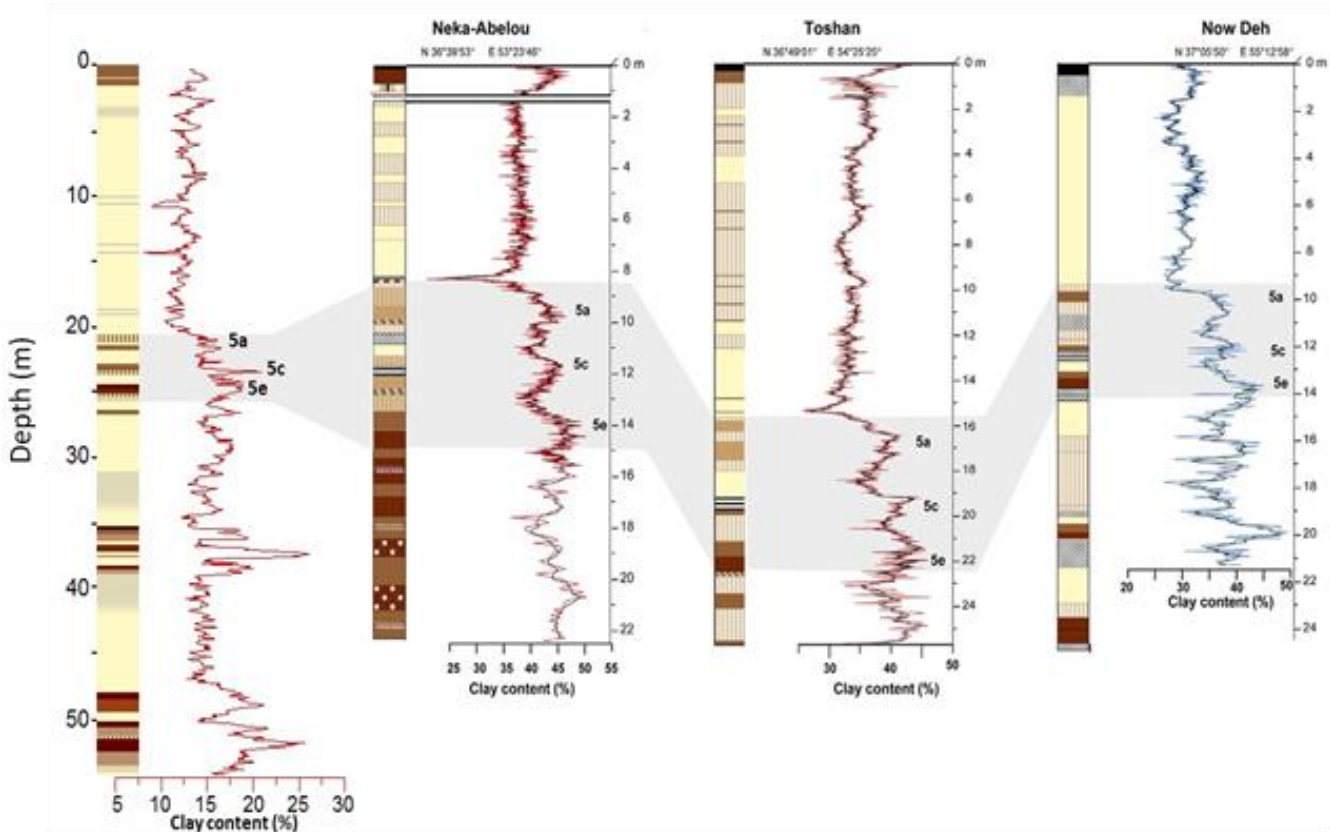 Neka-Abelou
N 36°39'53" E 53°23'46"
Toshan
N 36°49'01" E 54°25'25"
Now Deh
N 37°05'50" E 55°12'58"
Depth (m)
0
10
20
30
40
50
5a
5c
5e
5 10 15 20 25 30
Clay content (%)
0 m
2
4
6
8
10
12
14
16
18
20
22
5a
5c
5e
25 30 35 40 45 50 55
Clay content (%)
0 m
2
4
6
8
10
12
14
16
18
20
22
24
5a
5c
5e
30 40 50
Clay content (%)
0 m
2
4
6
8
10
12
14
16
18
20
22
24
5a
5c
5e
20 30 40 50
Clay content (%)